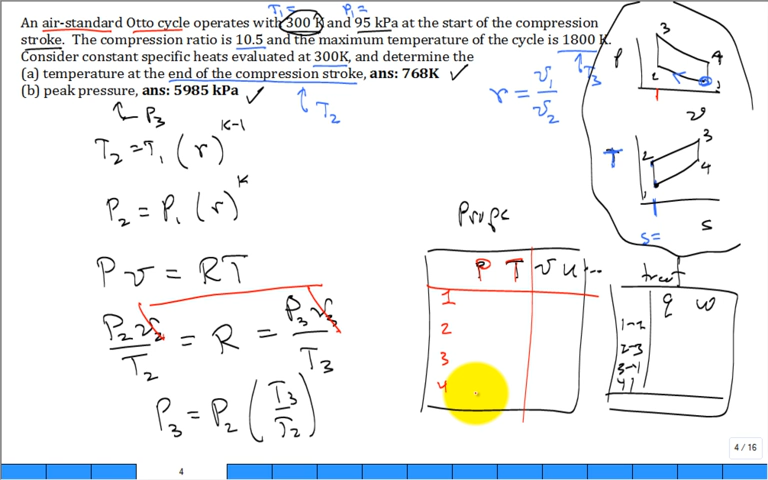 An air-standard Otto cycle operates with 300 K and 95 kPa at the start of the compression
stroke. The compression ratio is 10.5 and the maximum temperature of the cycle is 1800 K.
Consider constant specific heats evaluated at 300K, and determine the
(a) temperature at the end of the compression stroke, ans: 768K
(b) peak pressure, ans: 5985 kPa
T₁ =
P₁ =
T₃
T₂
P₃
r = v₁/v₂
T₂ = T₁ (r)^(k-1)
P₂ = P₁ (r)^k
P v = RT
P₂v₂/T₂ = R = P₃v₃/T₃
P₃ = P₂ (T₃/T₂)
P
3
4
2
1
v
T
2
3
4
s=
s
Props
P T v u ...
1
2
3
4
q w
1-2
2-3
3-4
41
4 / 16
4